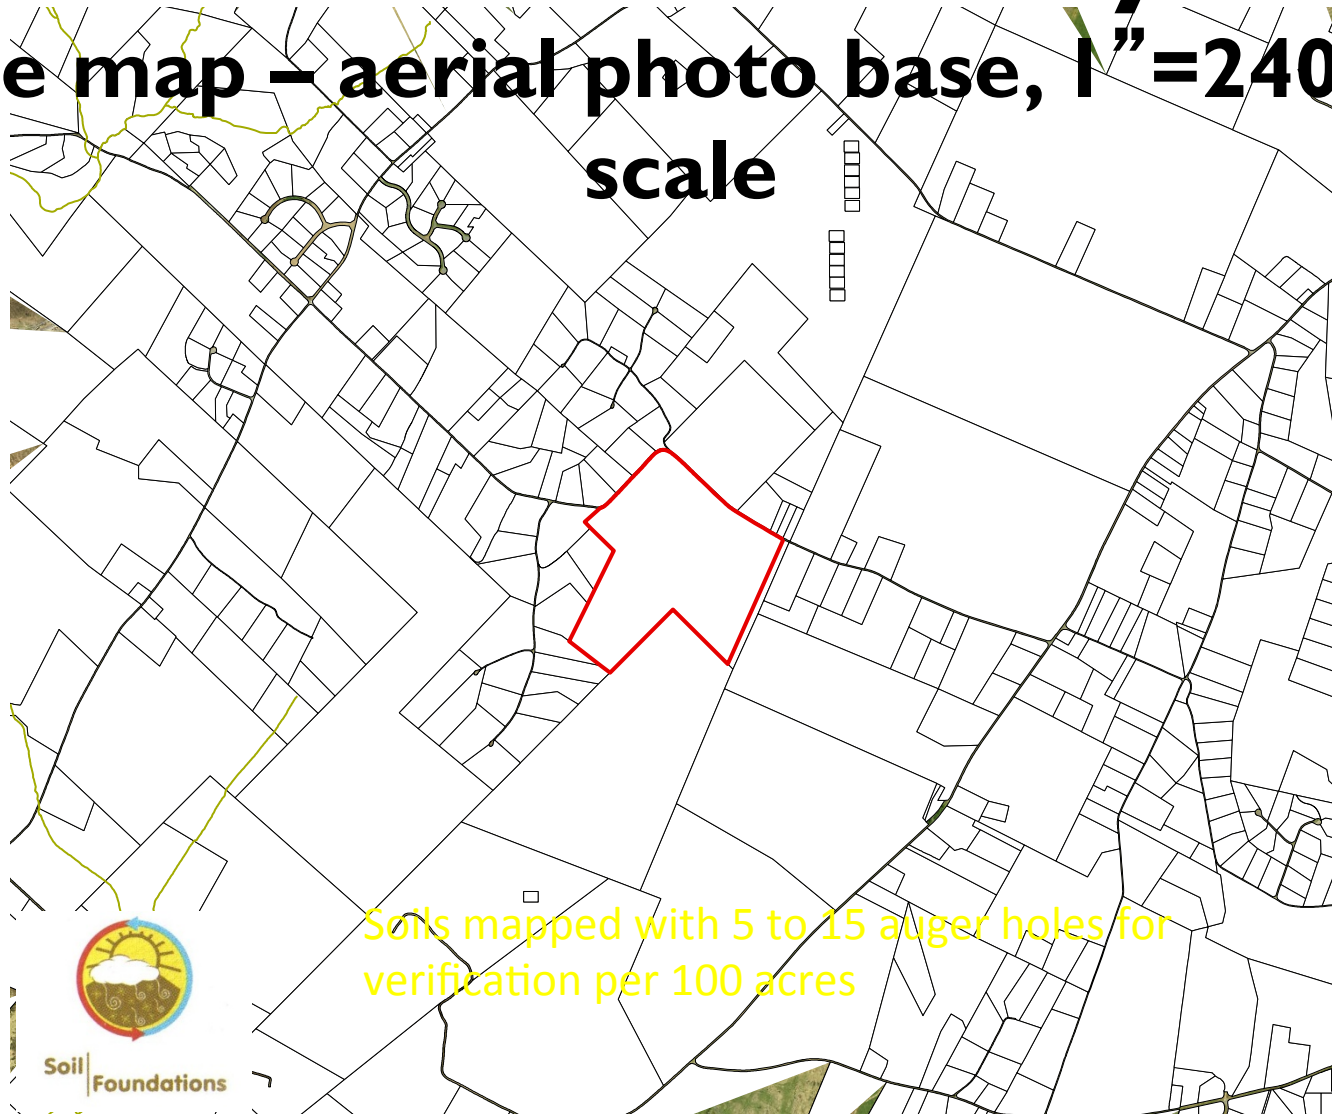 e map – aerial photo base, 1"=240
scale
Soils mapped with 5 to 15 auger holes for
verification per 100 acres
Soil
Foundations